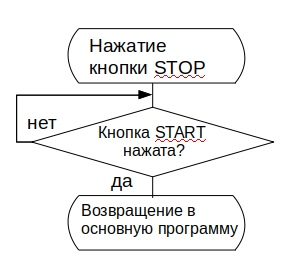 Нажатие
кнопки STOP
нет
Кнопка START
нажата?
да
Возвращение в
основную программу